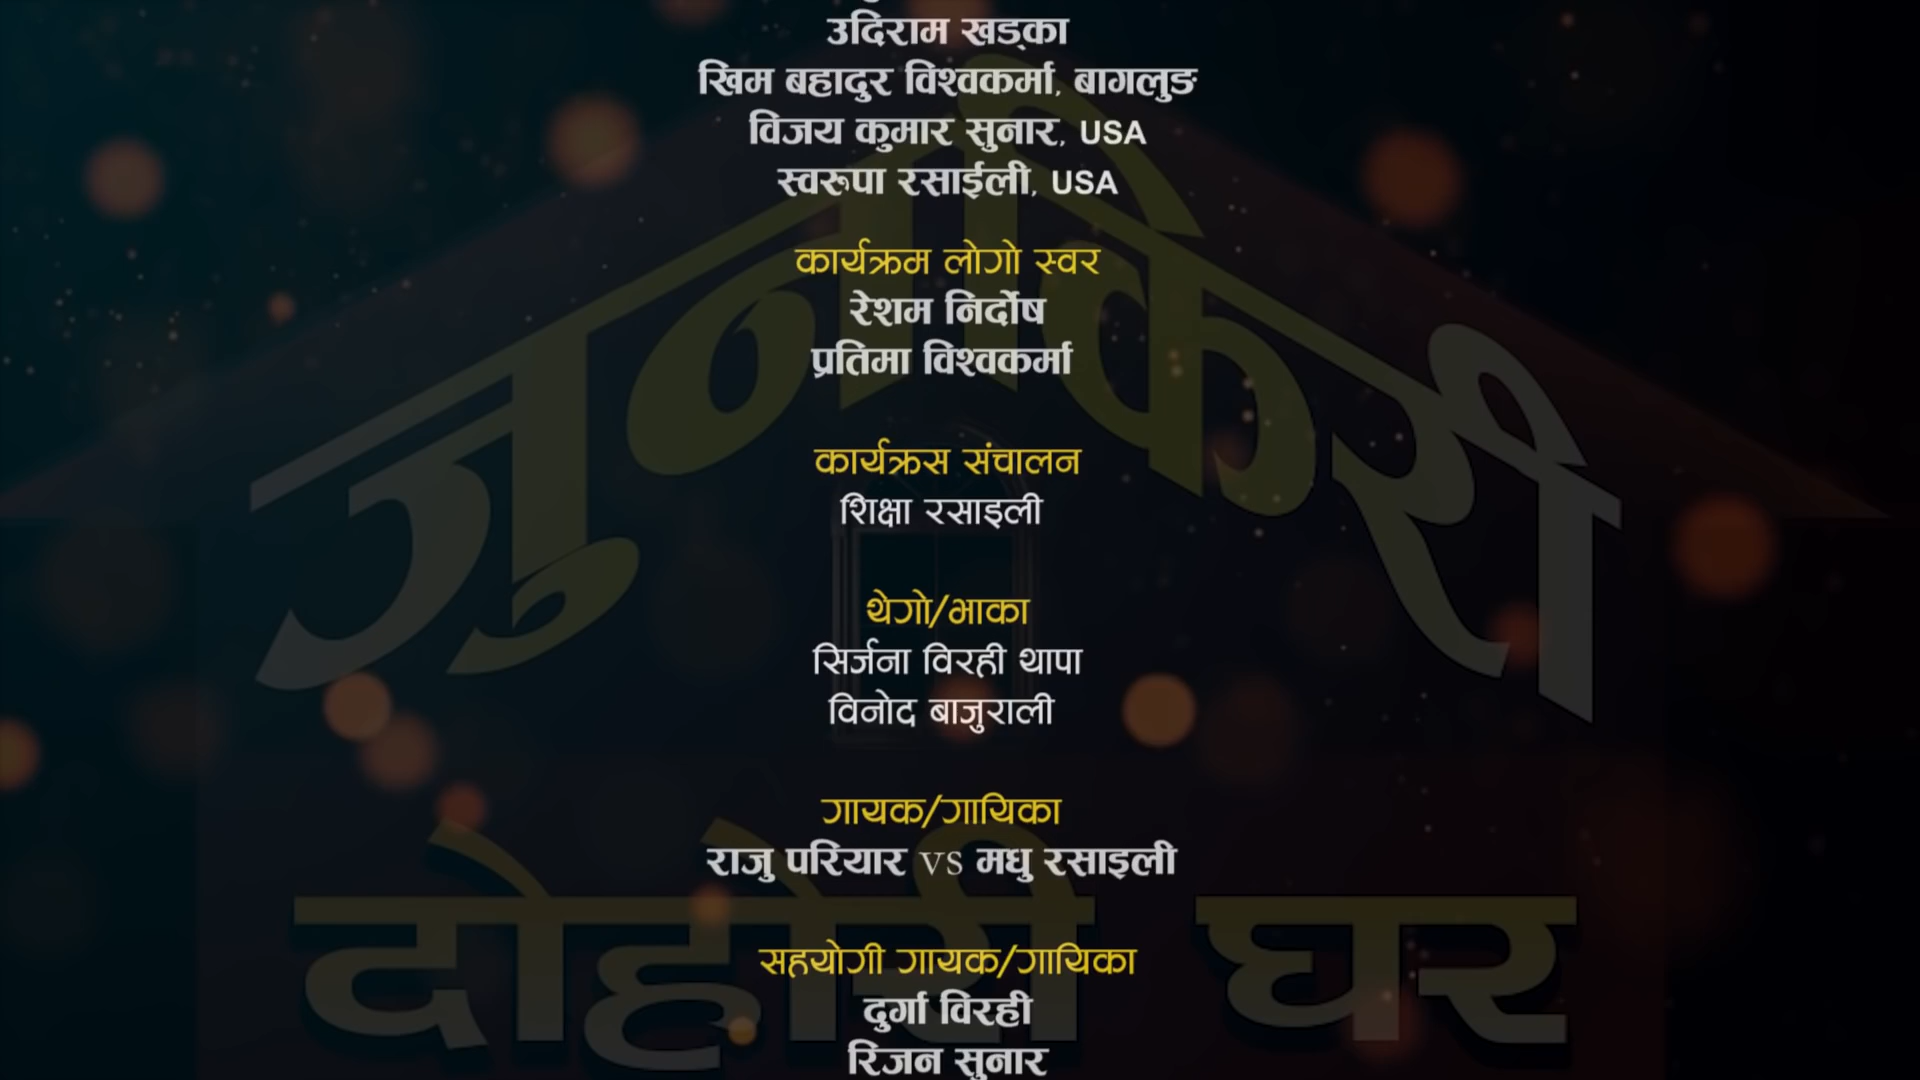 उदिराम खड्का
खिम बहादुर विश्वकर्मा, बागलुङ
विजय कुमार सुनार, USA
स्वरूपा रसाईली, USA
कार्यक्रम लोगो स्वर
रेशम निर्दोष
प्रतिमा विश्वकर्मा
कार्यक्रस संचालन
शिक्षा रसाइली
थेगो/भाका
सिर्जना विरही थापा
विनोद बाजुराली
गायक/गायिका
राजु परियार vs मधु रसाइली
सहयोगी गायक/गायिका
दुर्गा विरही
रिजन सुनार
जुनकिरी
दोहोरी घर